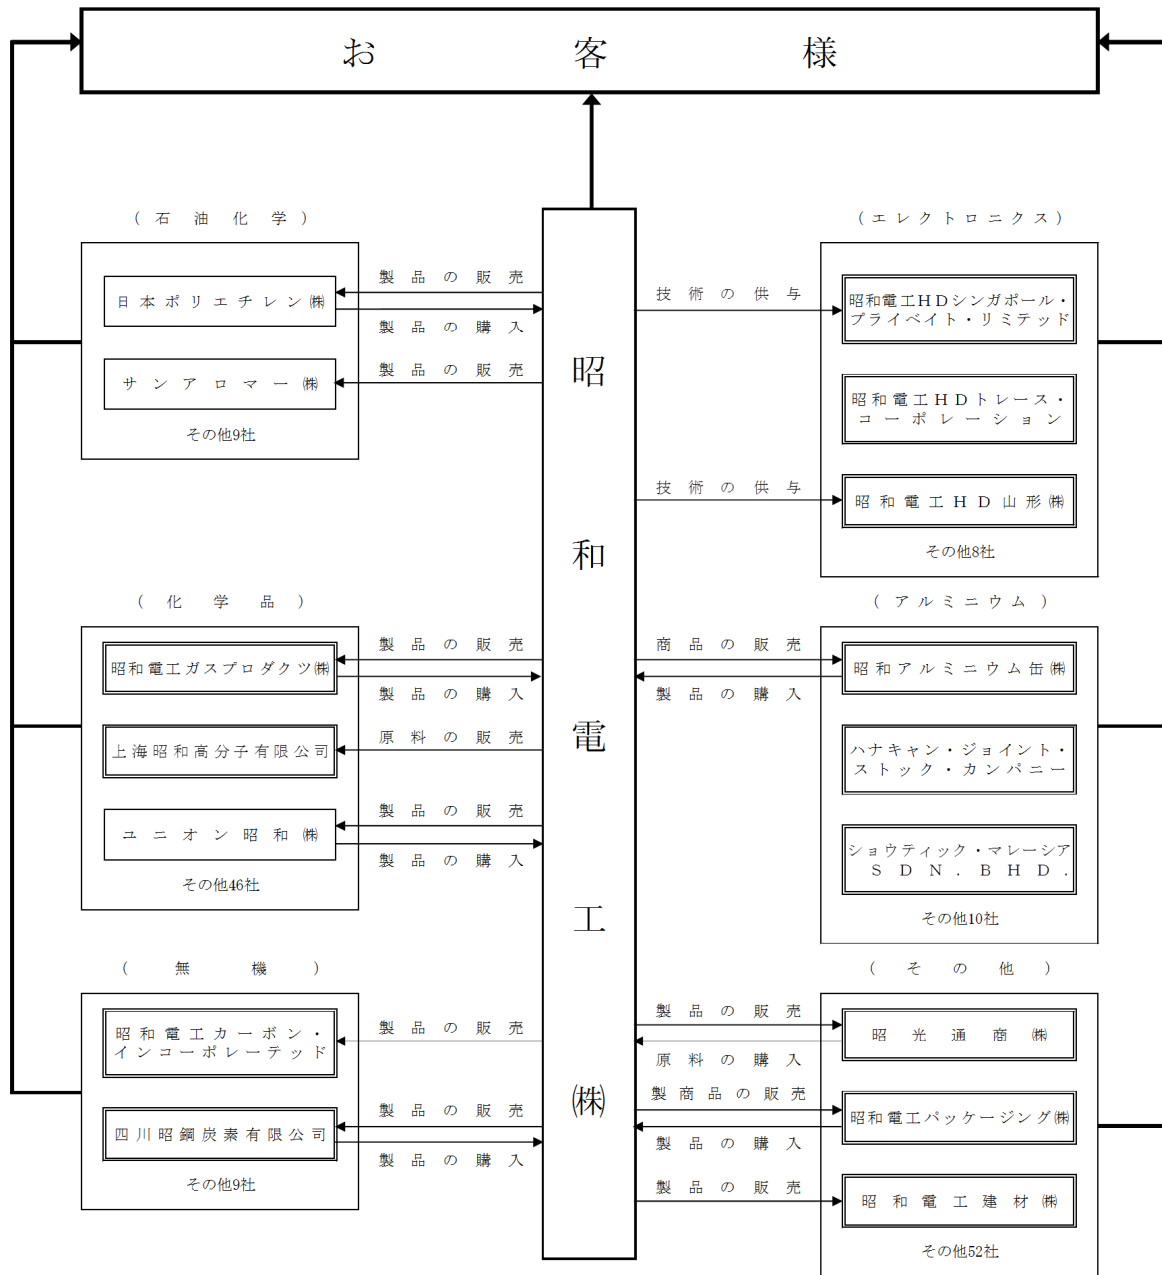 お客様
(石油化学)
日本ポリエチレン㈱
サンアロマー㈱
その他9社
製品の販売
製品の購入
製品の販売
(化学品)
昭和電工ガスプロダクツ㈱
上海昭和高分子有限公司
ユニオン昭和㈱
その他46社
製品の販売
製品の購入
原料の販売
製品の販売
製品の購入
(無機)
昭和電工カーボン・
インコーポレーテッド
四川昭鋼炭素有限公司
その他9社
製品の販売
製品の販売
製品の購入
昭和電工㈱
(エレクトロニクス)
技術の供与
技術の供与
昭和電工HDシンガポール・
プライベイト・リミテッド
昭和電工HDトレース・
コーポレーション
昭和電工HD山形㈱
その他8社
(アルミニウム)
商品の販売
製品の購入
昭和アルミニウム缶㈱
ハナキャン・ジョイント・
ストック・カンパニー
ショウティック・マレーシア
SDN.BHD.
その他10社
(その他)
製品の販売
原料の購入
製商品の販売
製品の購入
製品の販売
昭光通商㈱
昭和電工パッケージング㈱
昭和電工建材㈱
その他52社